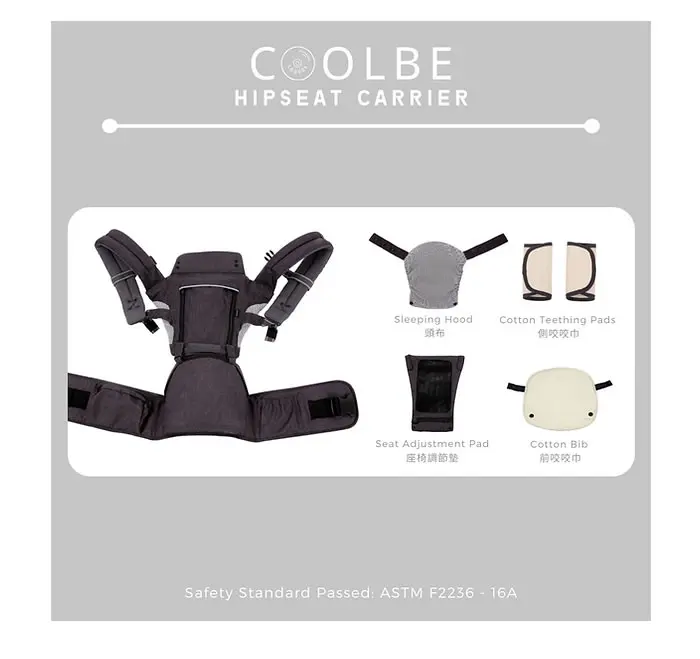 COOLBE
HIPSEAT CARRIER
Sleeping Hood
頭布
Cotton Teething Pads
側咬咬巾
Seat Adjustment Pad
座椅調節墊
Cotton Bib
前咬咬巾
Safety Standard Passed: ASTM F2236 - 16A